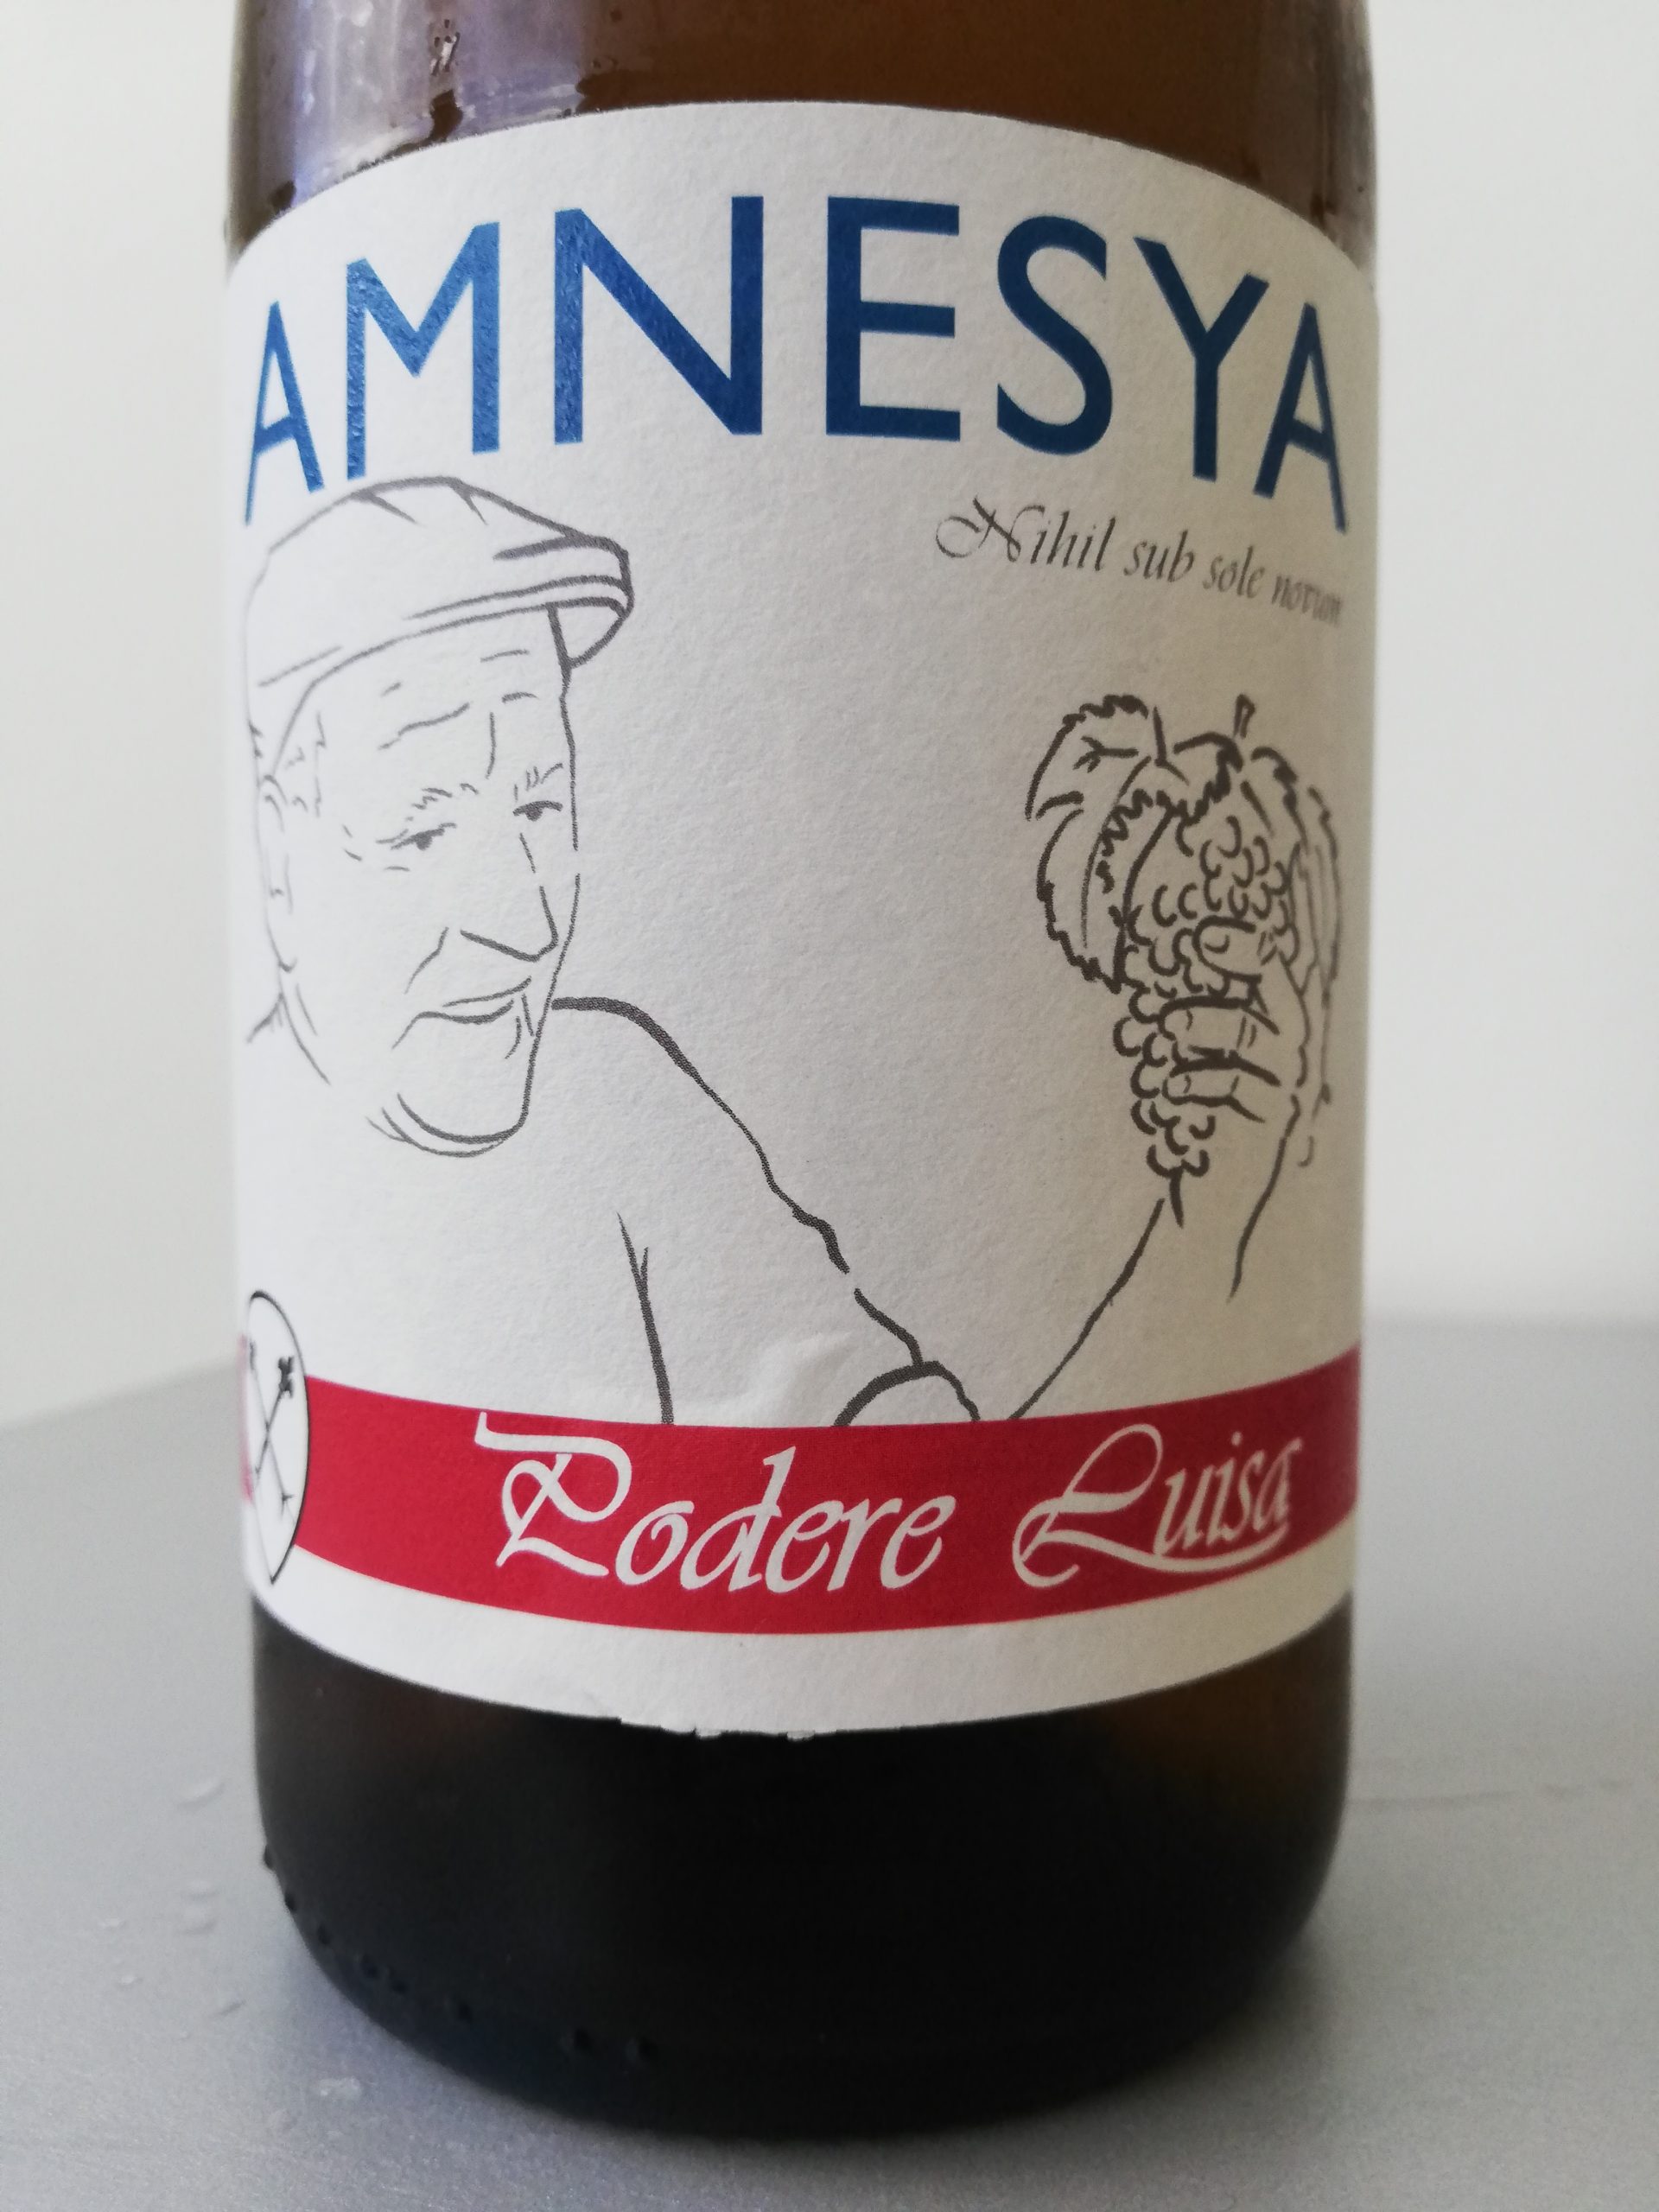 AMNESYA
Nihil sub sole novum
Podere Luisa